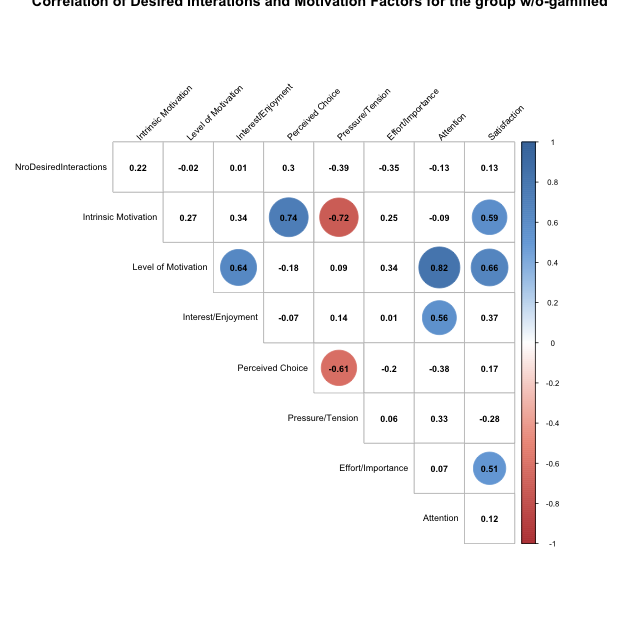 Correlation of Desired Interations and Motivation Factors for the group w/o-gamified
Intrinsic Motivation
Level of Motivation
Interest/Enjoyment
Perceived Choice
Pressure/Tension
Effort/Importance
Attention
Satisfaction
NroDesiredInteractions 0.22 -0.02 0.01 0.3 -0.39 -0.35 -0.13 0.13
Intrinsic Motivation 0.27 0.34 0.74 -0.72 0.25 -0.09 0.59
Level of Motivation 0.64 -0.18 0.09 0.34 0.82 0.66
Interest/Enjoyment -0.07 0.14 0.01 0.56 0.37
Perceived Choice -0.61 -0.2 -0.38 0.17
Pressure/Tension 0.06 0.33 -0.28
Effort/Importance 0.07 0.51
Attention 0.12
1
0.8
0.6
0.4
0.2
0
-0.2
-0.4
-0.6
-0.8
-1